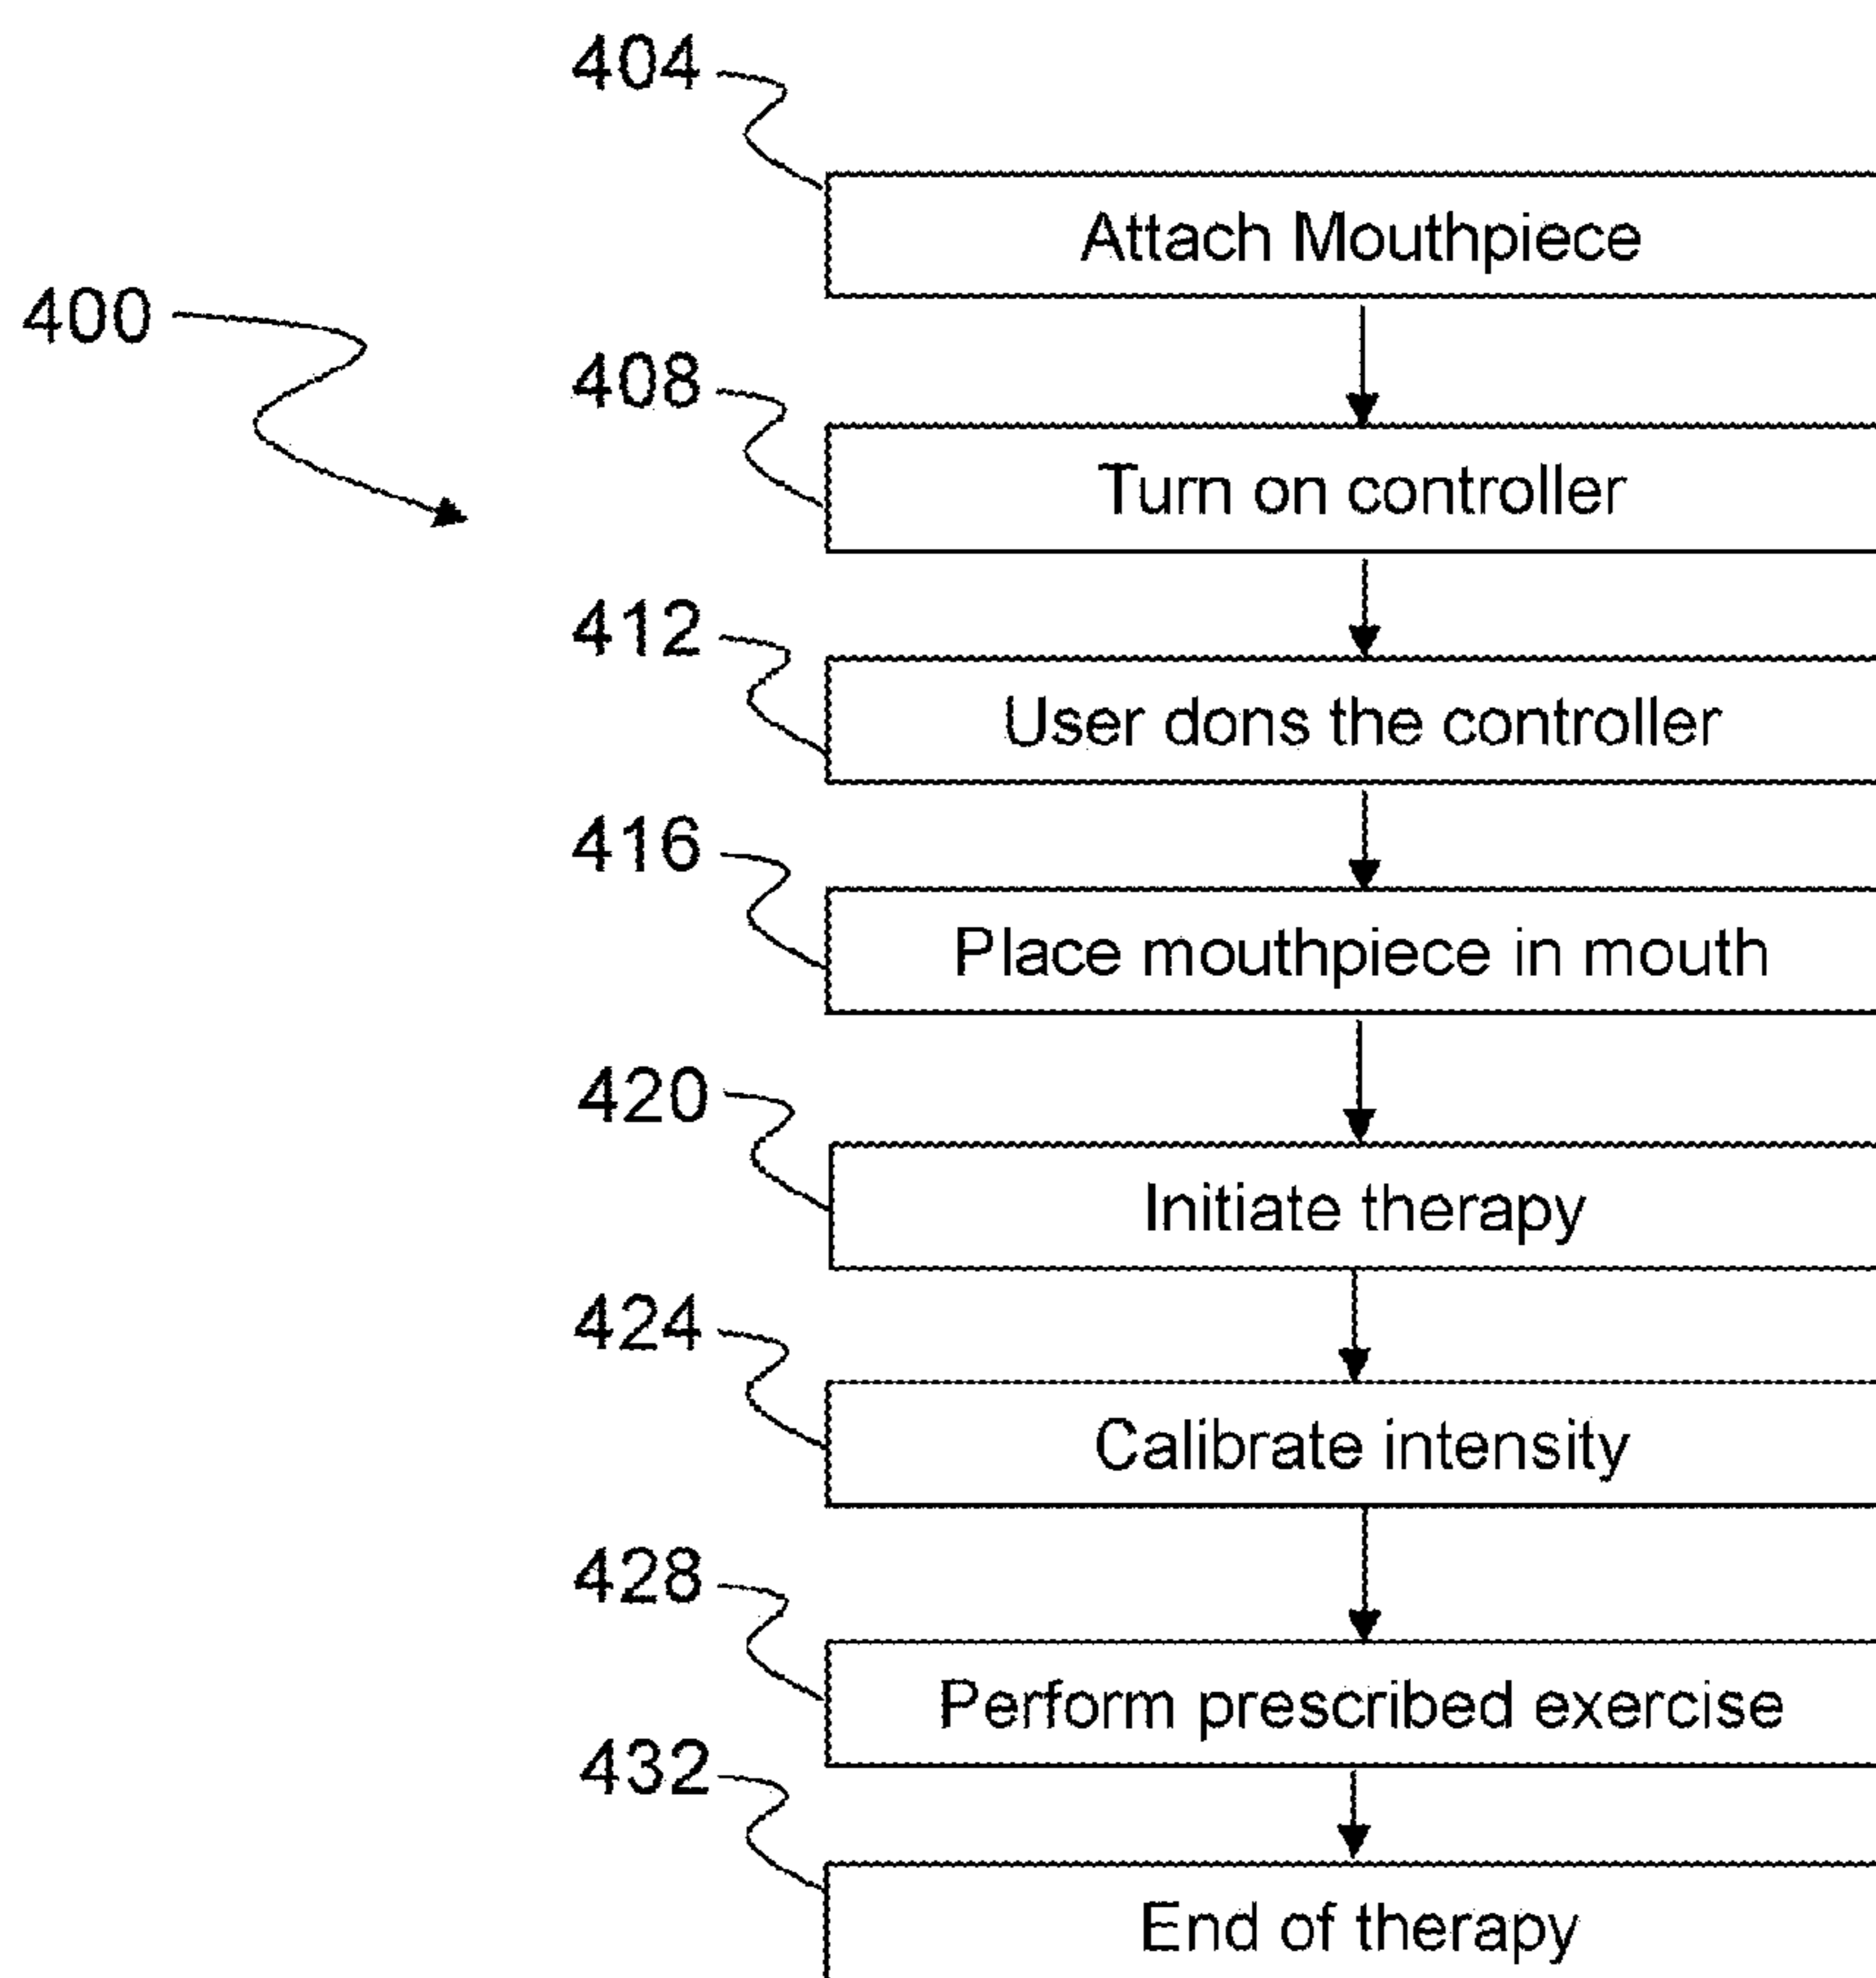 404
Attach Mouthpiece
400
408
Turn on controller
412
User dons the controller
416
Place mouthpiece in mouth
420
Initiate therapy
424
Calibrate intensity
428
Perform prescribed exercise
432
End of therapy